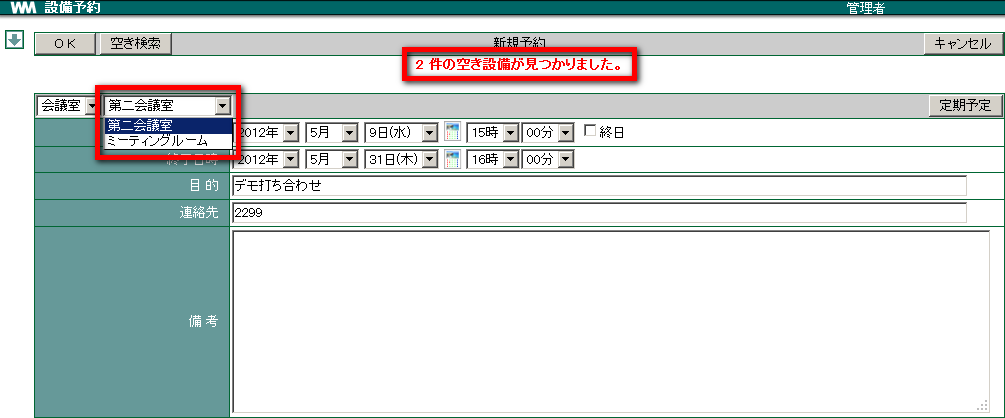 WM 設備予約 管理者
OK 空き検索 新規予約 キャンセル
2 件の空き設備が見つかりました。
会議室 第二会議室 定期予定
第二会議室
ミーティングルーム
2012年 5月 9日(水) 15時 00分 終日
終了日時 2012年 5月 31日(木) 16時 00分
目的 デモ打ち合わせ
連絡先 2299
備考